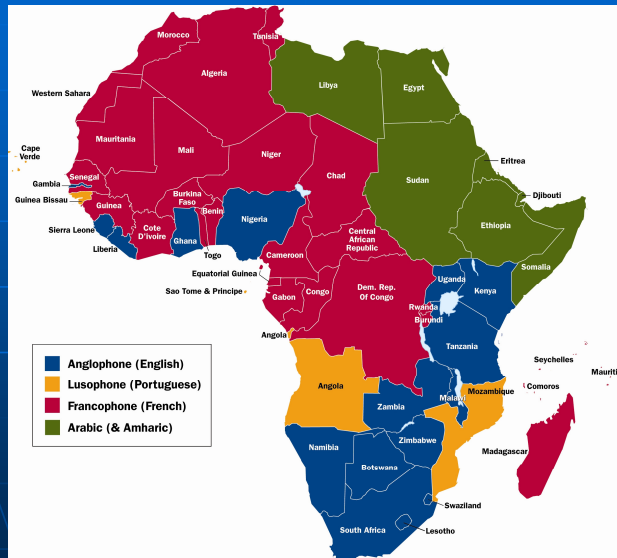 Morocco
Tunisia
Algeria
Libya
Egypt
Western Sahara
Mauritania
Mali
Niger
Chad
Sudan
Eritrea
Cape
Verde
Senegal
Gambia
Guinea Bissau
Guinea
Burkina
Faso
Benin
Nigeria
Djibouti
Ethiopia
Sierra Leone
Liberia
Cote
D'Ivoire
Ghana
Togo
Cameroon
Central
African
Republic
Somalia
Equatorial Guinea
Sao Tome & Principe
Gabon
Congo
Dem. Rep.
Of Congo
Uganda
Kenya
Rwanda
Burundi
Tanzania
Angola
Angola
Seychelles
Mauriti
Comoros
Zambia
Malawi
Mozambique
Zimbabwe
Madagascar
Namibia
Botswana
Swaziland
South Africa
Lesotho
Anglophone (English)
Lusophone (Portuguese)
Francophone (French)
Arabic (& Amharic)